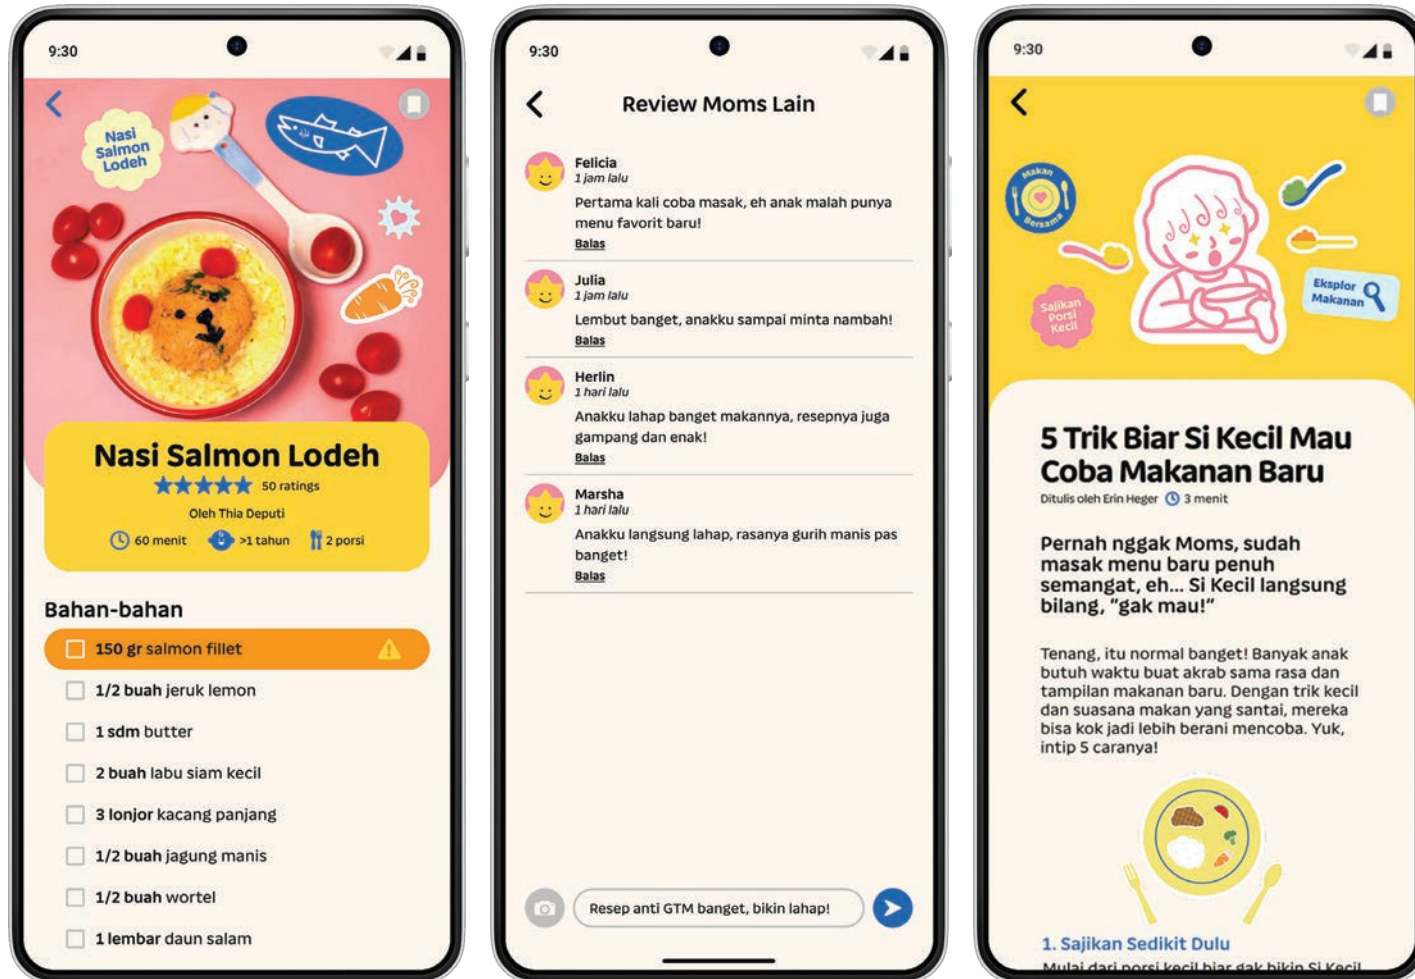 9:30
Nasi
Salmon
Lodeh
Nasi Salmon Lodeh
50 ratings
Oleh Thia Deputi
60 menit >1 tahun 2 porsi
Bahan-bahan
150 gr salmon fillet
1/2 buah jeruk lemon
1 sdm butter
2 buah labu siam kecil
3 lonjor kacang panjang
1/2 buah jagung manis
1/2 buah wortel
1 lembar daun salam
9:30
Review Moms Lain
Felicia
1 jam lalu
Pertama kali coba masak, eh anak malah punya
menu favorit baru!
Balas
Julia
1 jam lalu
Lembut banget, anakku sampai minta nambah!
Balas
Herlin
1 hari lalu
Anakku lahap banget makannya, resepnya juga
gampang dan enak!
Balas
Marsha
1 hari lalu
Anakku langsung lahap, rasanya gurih manis pas
banget!
Balas
Resep anti GTM banget, bikin lahap!
9:30
Makan
Bersama
Sajikan
Porsi
Kecil
Eksplor
Makanan
5 Trik Biar Si Kecil Mau
Coba Makanan Baru
Ditulis oleh Erin Heger 3 menit
Pernah nggak Moms, sudah
masak menu baru penuh
semangat, eh... Si Kecil langsung
bilang, “gak mau!”
Tenang, itu normal banget! Banyak anak
butuh waktu buat akrab sama rasa dan
tampilan makanan baru. Dengan trik kecil
dan suasana makan yang santai, mereka
bisa kok jadi lebih berani mencoba. Yuk,
intip 5 caranya!
1. Sajikan Sedikit Dulu
Mulai dari porsi kecil biar gak bikin Si Kecil